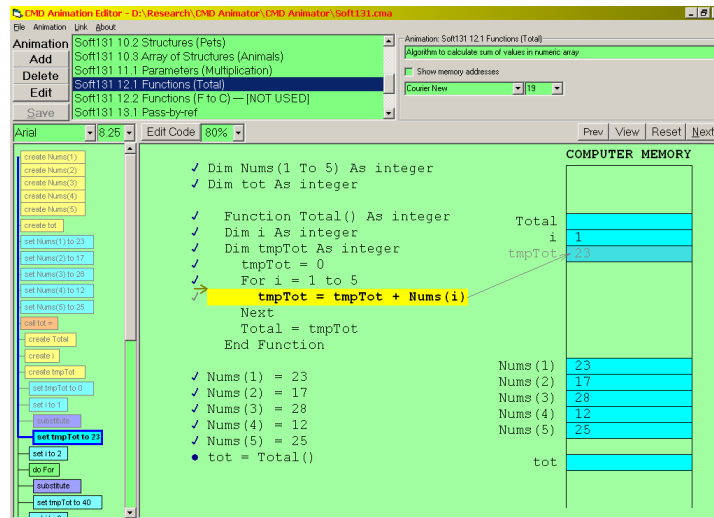 CMD Animation Editor - D:\Research\CMD Animator\CMD Animator\Soft131.cma
File Animation Link About
Animation
Add
Delete
Edit
Save
Soft131 10.2 Structures (Pets)
Soft131 10.3 Array of Structures (Animals)
Soft131 11.1 Parameters (Multiplication)
Soft131 12.1 Functions (Total)
Soft131 12.2 Functions (F to C) — [NOT USED]
Soft131 13.1 Pass-by-ref
Animation: Soft131 12.1 Functions (Total)
Algorithm to calculate sum of values in numeric array
Show memory addresses
Courier New 19
Arial 8.25 Edit Code 80% Prev View Reset Next
create Nums(1)
create Nums(2)
create Nums(3)
create Nums(4)
create Nums(5)
create tot
set Nums(1) to 23
set Nums(2) to 17
set Nums(3) to 28
set Nums(4) to 12
set Nums(5) to 25
call tot =
create Total
create i
create tmpTot
set tmpTot to 0
set i to 1
substitute
set tmpTot to 23
set i to 2
do For
substitute
set tmpTot to 40
Dim Nums(1 To 5) As integer
Dim tot As integer
Function Total() As integer
Dim i As integer
Dim tmpTot As integer
tmpTot = 0
For i = 1 to 5
tmpTot = tmpTot + Nums(i)
Next
Total = tmpTot
End Function
Nums(1) = 23
Nums(2) = 17
Nums(3) = 28
Nums(4) = 12
Nums(5) = 25
tot = Total()
COMPUTER MEMORY
Total
i 1
tmpTot 23
Nums(1) 23
Nums(2) 17
Nums(3) 28
Nums(4) 12
Nums(5) 25
tot